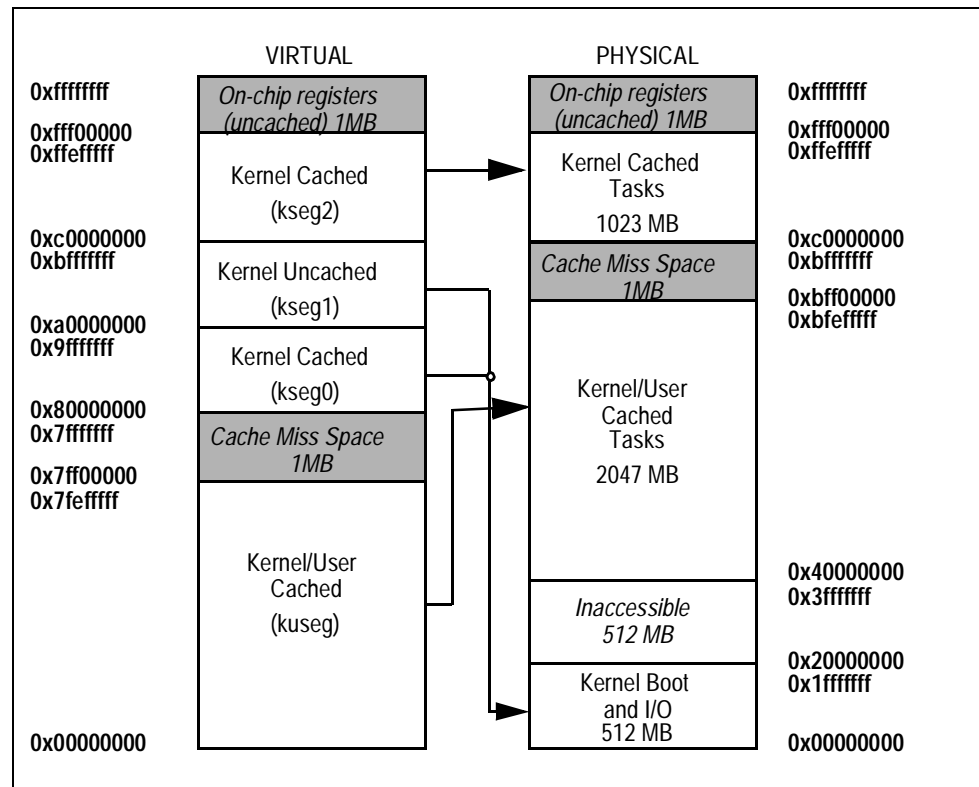 VIRTUAL
PHYSICAL
0xffffffff
0xfff00000
0xffefffff
0xc0000000
0xbfffffff
0xa0000000
0x9fffffff
0x80000000
0x7fffffff
0x7ff00000
0x7fefffff
0x00000000
On-chip registers
(uncached) 1MB
Kernel Cached
(kseg2)
Kernel Uncached
(kseg1)
Kernel Cached
(kseg0)
Cache Miss Space
1MB
Kernel/User
Cached
(kuseg)
On-chip registers
(uncached) 1MB
Kernel Cached
Tasks
1023 MB
Cache Miss Space
1MB
Kernel/User
Cached
Tasks
2047 MB
Inaccessible
512 MB
Kernel Boot
and I/O
512 MB
0xffffffff
0xfff00000
0xffefffff
0xc0000000
0xbfffffff
0xbff00000
0xbfefffff
0x40000000
0x3fffffff
0x20000000
0x1fffffff
0x00000000